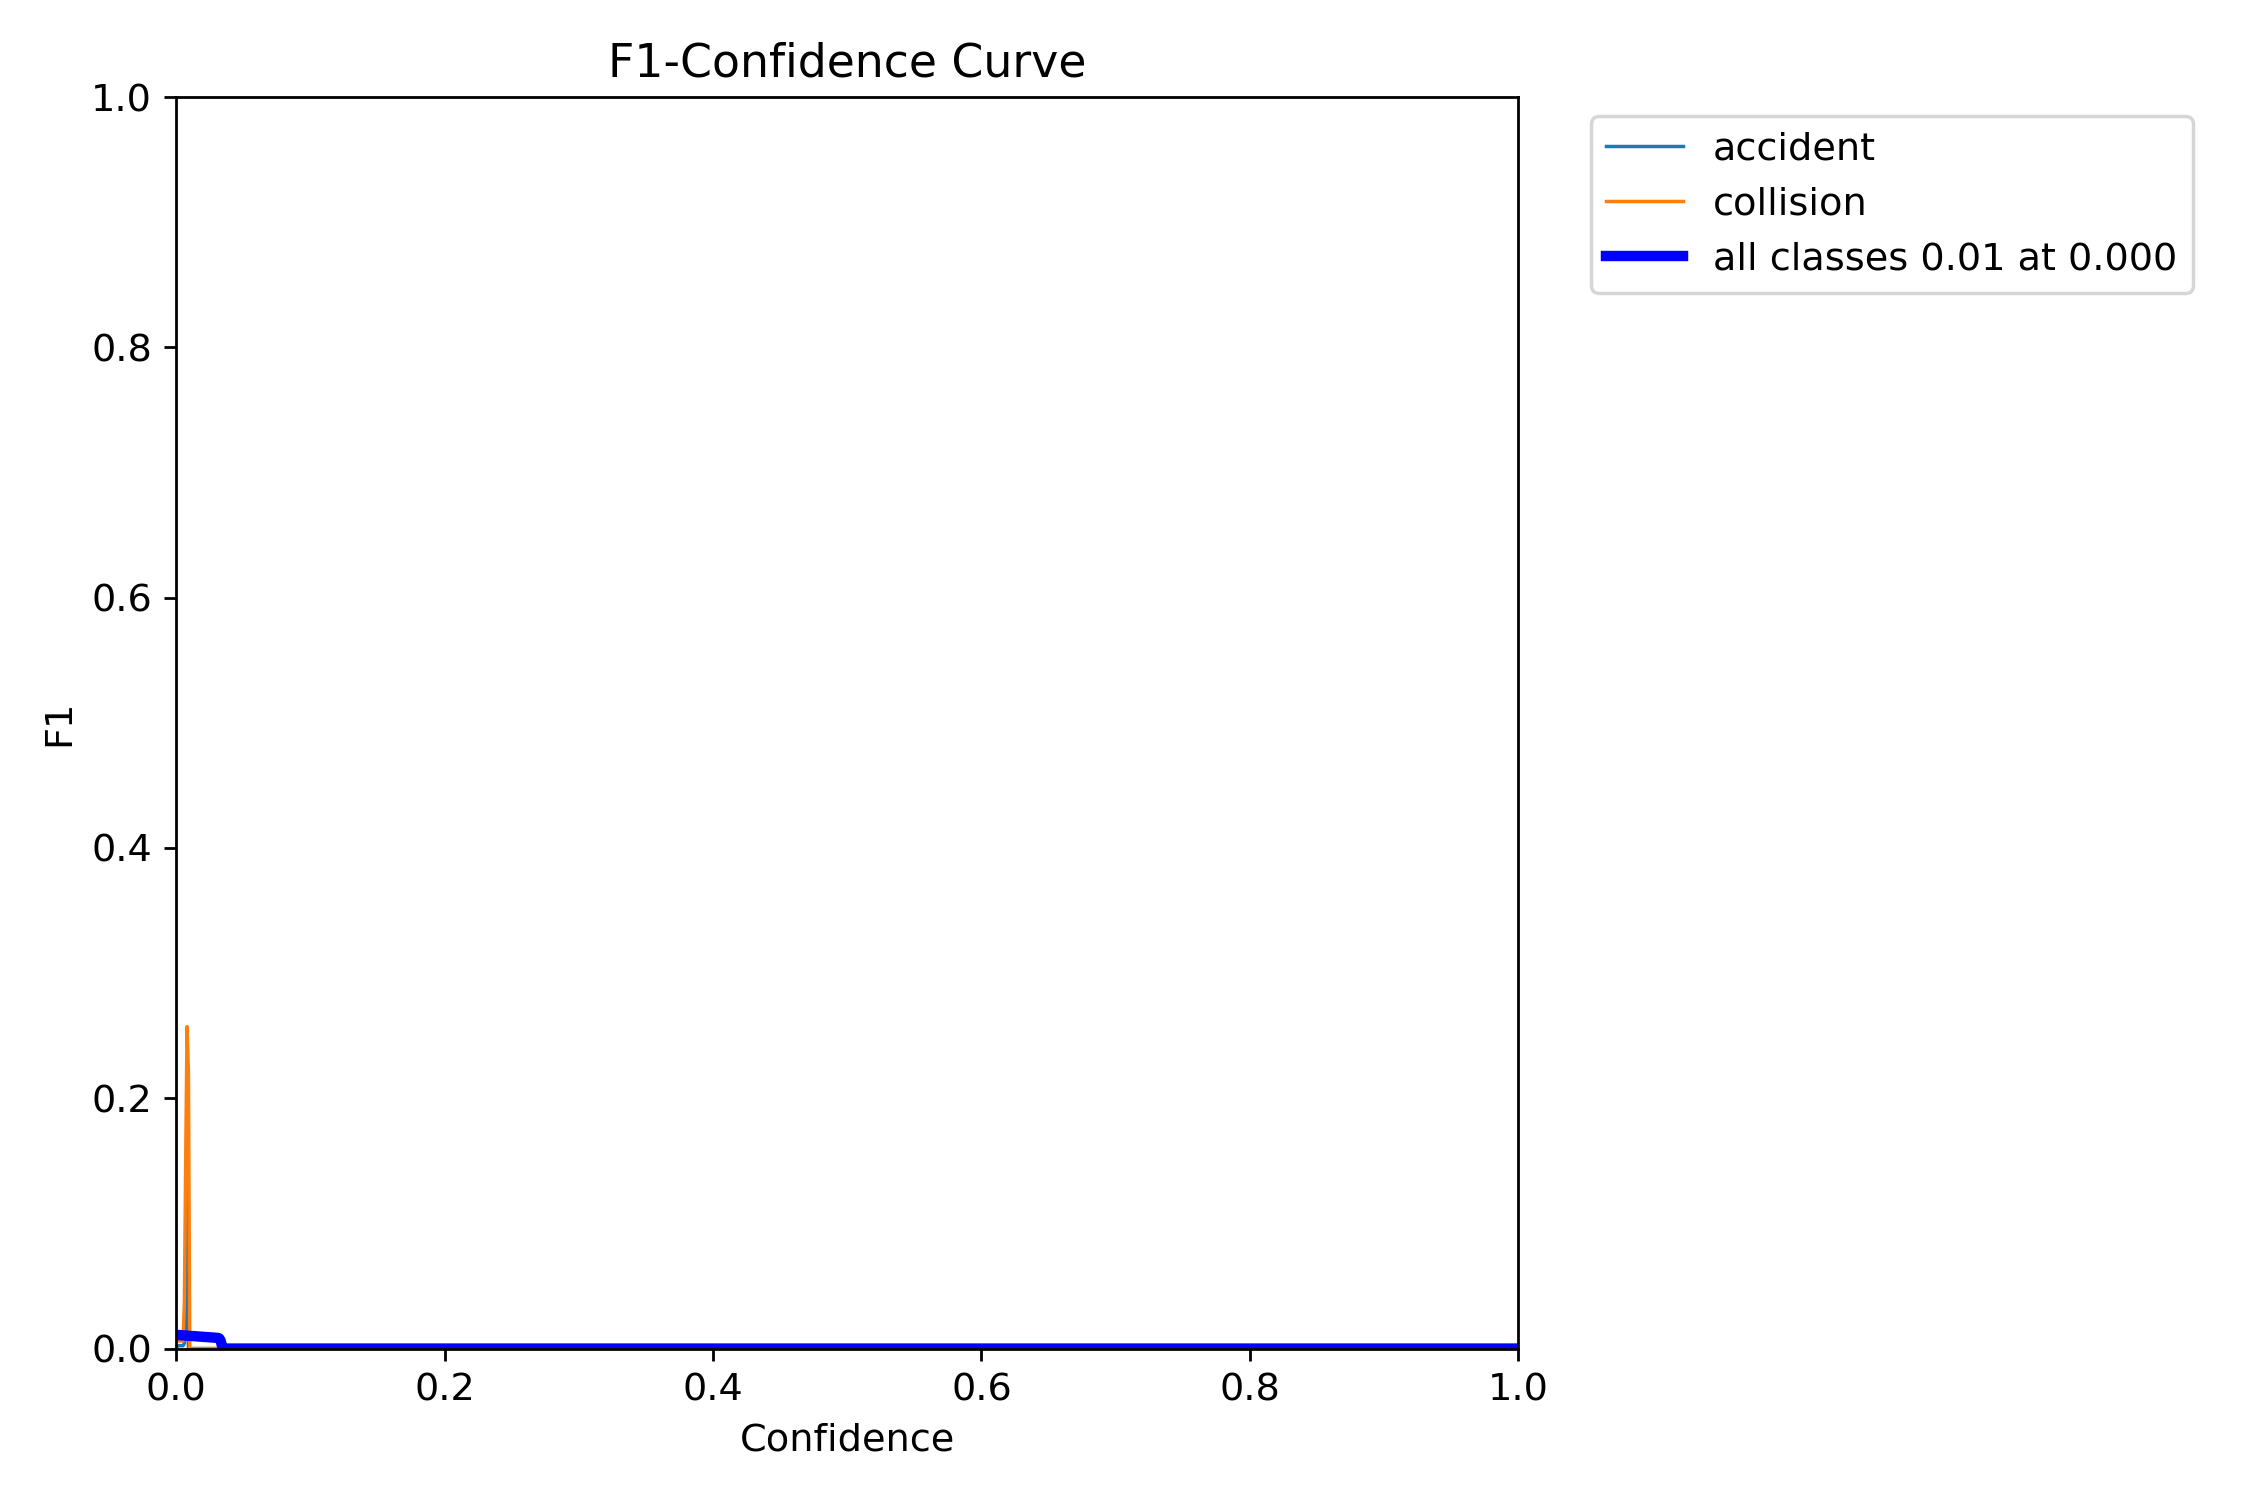 F1-Confidence Curve
1.0
0.8
0.6
0.4
0.2
0.0
F1
0.0 0.2 0.4 0.6 0.8 1.0
Confidence
accident
collision
all classes 0.01 at 0.000